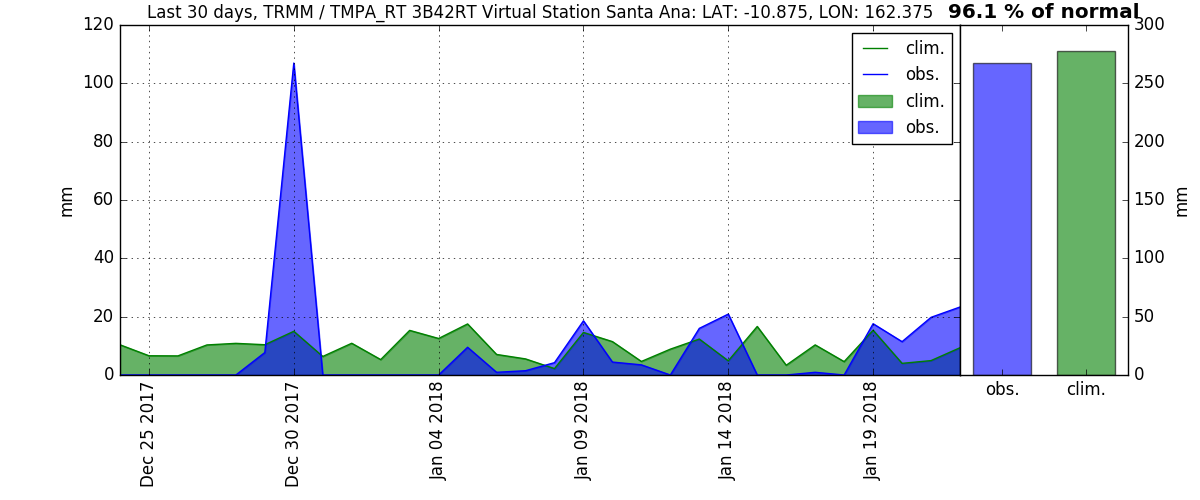 Last 30 days, TRMM / TMPA_RT 3B42RT Virtual Station Santa Ana: LAT: -10.875, LON: 162.375
96.1 % of normal
120
100
80
60
40
20
0
mm
clim.
obs.
clim.
obs.
Dec 25 2017
Dec 30 2017
Jan 04 2018
Jan 09 2018
Jan 14 2018
Jan 19 2018
300
250
200
150
100
50
0
mm
obs.
clim.